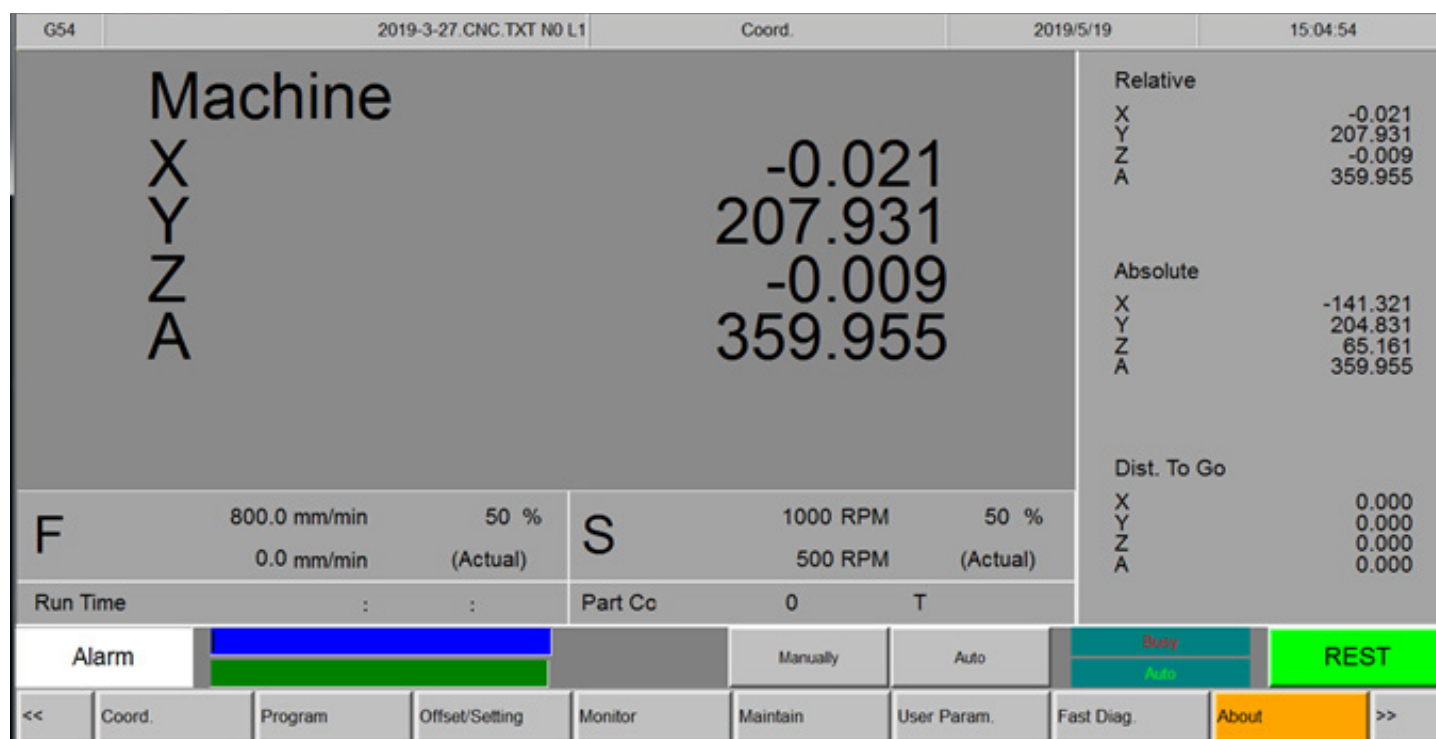 G54 2019-3-27.CNC.TXT N0 L1 Coord. 2019/5/19 15:04:54
Machine
X -0.021
Y 207.931
Z -0.009
A 359.955
Relative
X -0.021
Y 207.931
Z -0.009
A 359.955
Absolute
X -141.321
Y 204.831
Z 65.161
A 359.955
Dist. To Go
X 0.000
Y 0.000
Z 0.000
A 0.000
F 800.0 mm/min 50 %
0.0 mm/min (Actual)
S 1000 RPM 50 %
500 RPM (Actual)
Run Time : :
Part Co 0 T
Alarm
Manually
Auto
Busy
Auto
REST
<< Coord. Program Offset/Setting Monitor Maintain User Param. Fast Diag. About >>